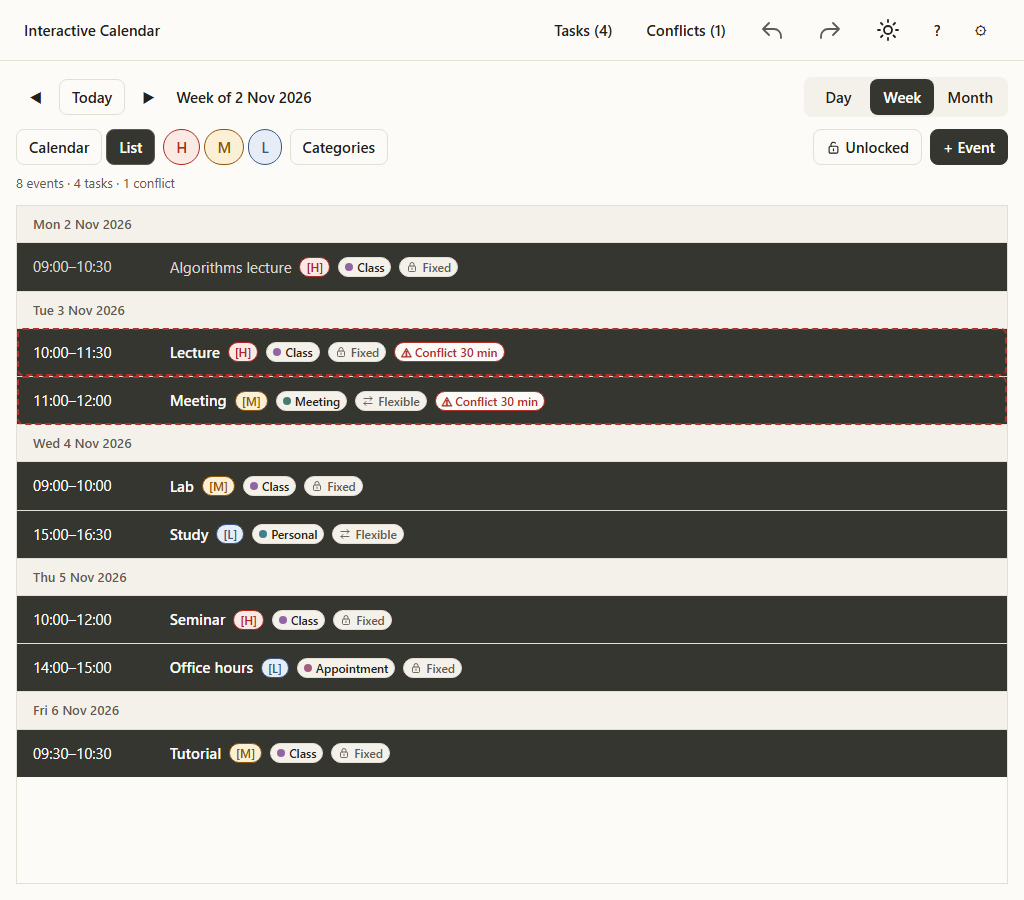 Interactive Calendar Tasks (4) Conflicts (1) ?
Today Week of 2 Nov 2026 Day Week Month
Calendar List H M L Categories Unlocked + Event
8 events · 4 tasks · 1 conflict
Mon 2 Nov 2026
09:00–10:30 Algorithms lecture [H] Class Fixed
Tue 3 Nov 2026
10:00–11:30 Lecture [H] Class Fixed Conflict 30 min
11:00–12:00 Meeting [M] Meeting Flexible Conflict 30 min
Wed 4 Nov 2026
09:00–10:00 Lab [M] Class Fixed
15:00–16:30 Study [L] Personal Flexible
Thu 5 Nov 2026
10:00–12:00 Seminar [H] Class Fixed
14:00–15:00 Office hours [L] Appointment Fixed
Fri 6 Nov 2026
09:30–10:30 Tutorial [M] Class Fixed